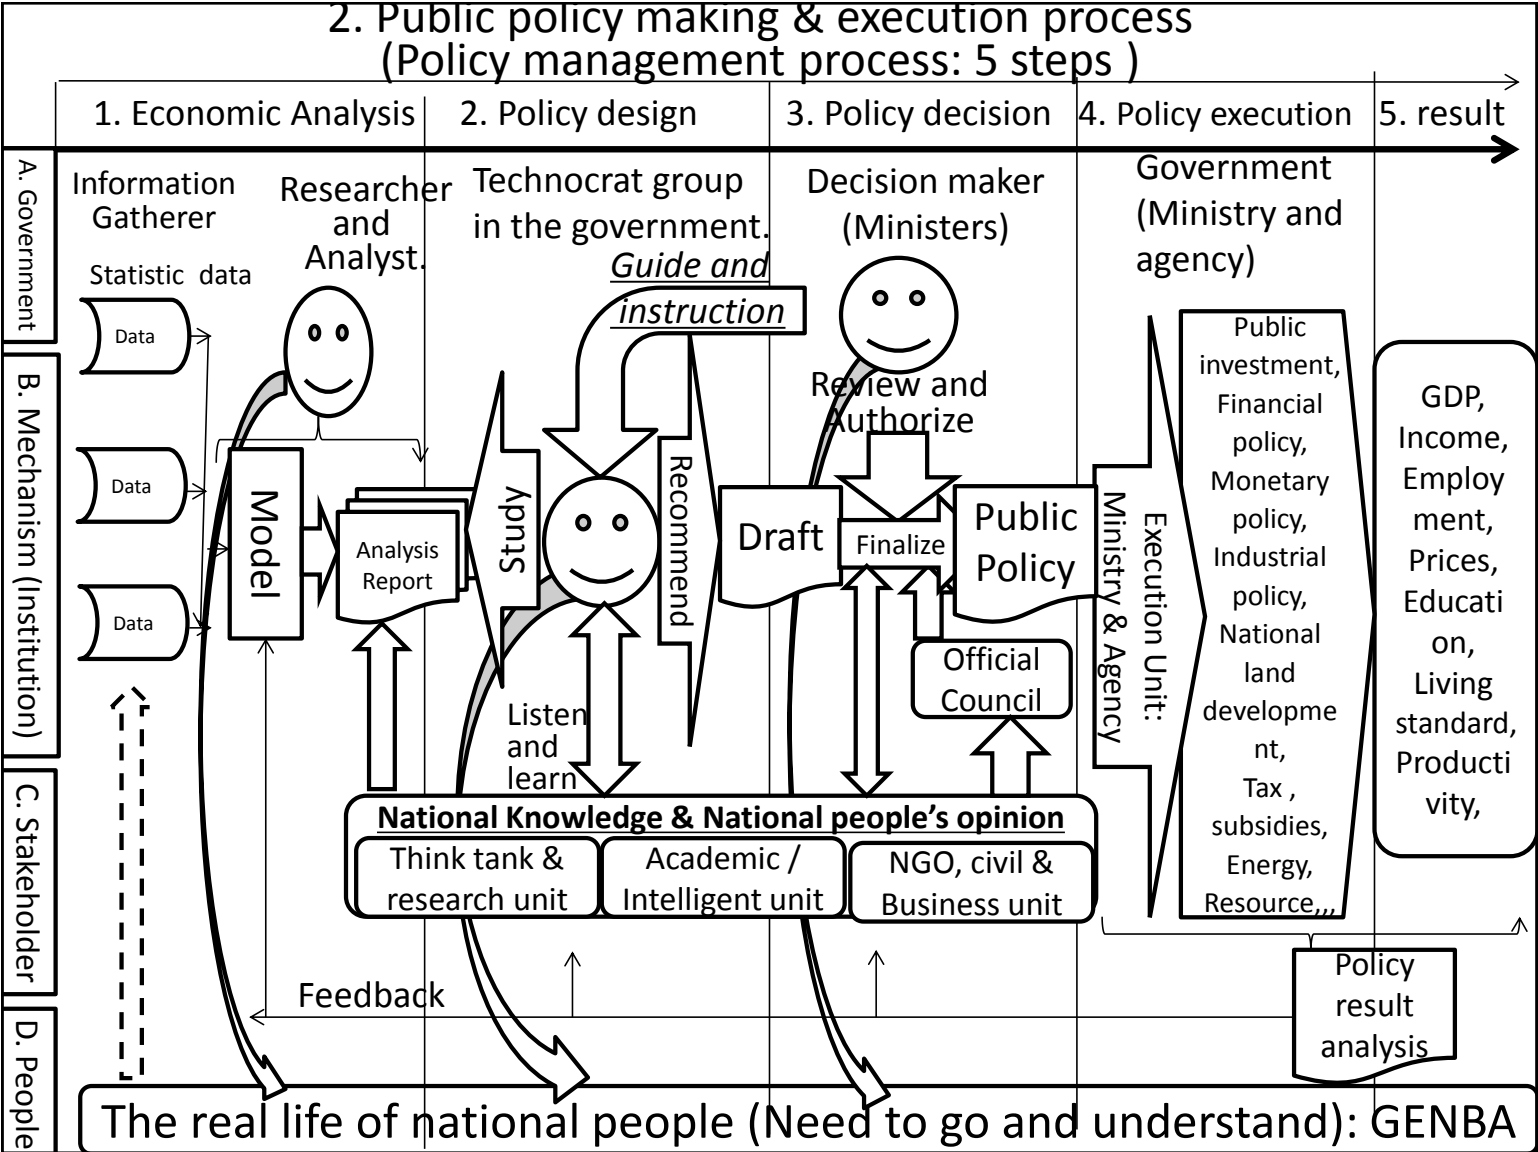 2. Public policy making & execution process
(Policy management process: 5 steps )
1. Economic Analysis
2. Policy design
3. Policy decision
4. Policy execution
5. result
A. Government
Information
Gatherer
Researcher
and
Analyst.
Technocrat group
in the government.
Decision maker
(Ministers)
Government
(Ministry and
agency)
Statistic data
Guide and
instruction
Data
Data
Data
B. Mechanism (Institution)
Model
Analysis
Report
Study
Recommend
Review and
Authorize
Draft
Finalize
Public
Policy
Official
Council
Execution Unit:
Ministry & Agency
Public
investment,
Financial
policy,
Monetary
policy,
Industrial
policy,
National
land
developme
nt,
Tax ,
subsidies,
Energy,
Resource,,,
GDP,
Income,
Employ
ment,
Prices,
Educati
on,
Living
standard,
Producti
vity,
Listen
and
learn
C. Stakeholder
National Knowledge & National people's opinion
Think tank &
research unit
Academic /
Intelligent unit
NGO, civil &
Business unit
Feedback
Policy
result
analysis
D. People
The real life of national people (Need to go and understand): GENBA